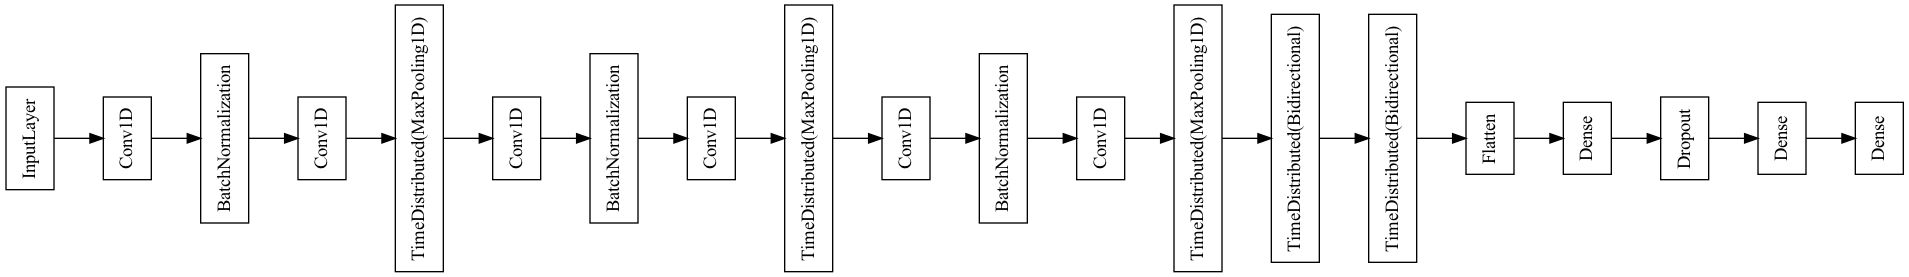 InputLayer
Conv1D
BatchNormalization
Conv1D
TimeDistributed(MaxPooling1D)
Conv1D
BatchNormalization
Conv1D
TimeDistributed(MaxPooling1D)
Conv1D
BatchNormalization
Conv1D
TimeDistributed(MaxPooling1D)
TimeDistributed(Bidirectional)
TimeDistributed(Bidirectional)
Flatten
Dense
Dropout
Dense
Dense